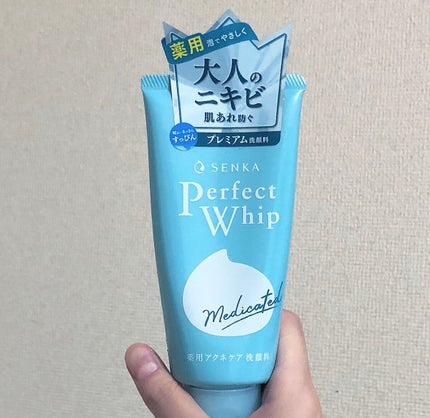 薬用 泡でやさしく
大人の
ニキビ
肌あれ防ぐ
すっぴん
プレミアム洗顔料
SENKA
Perfect
Whip
Medicated
薬用アクネケア 洗顔料